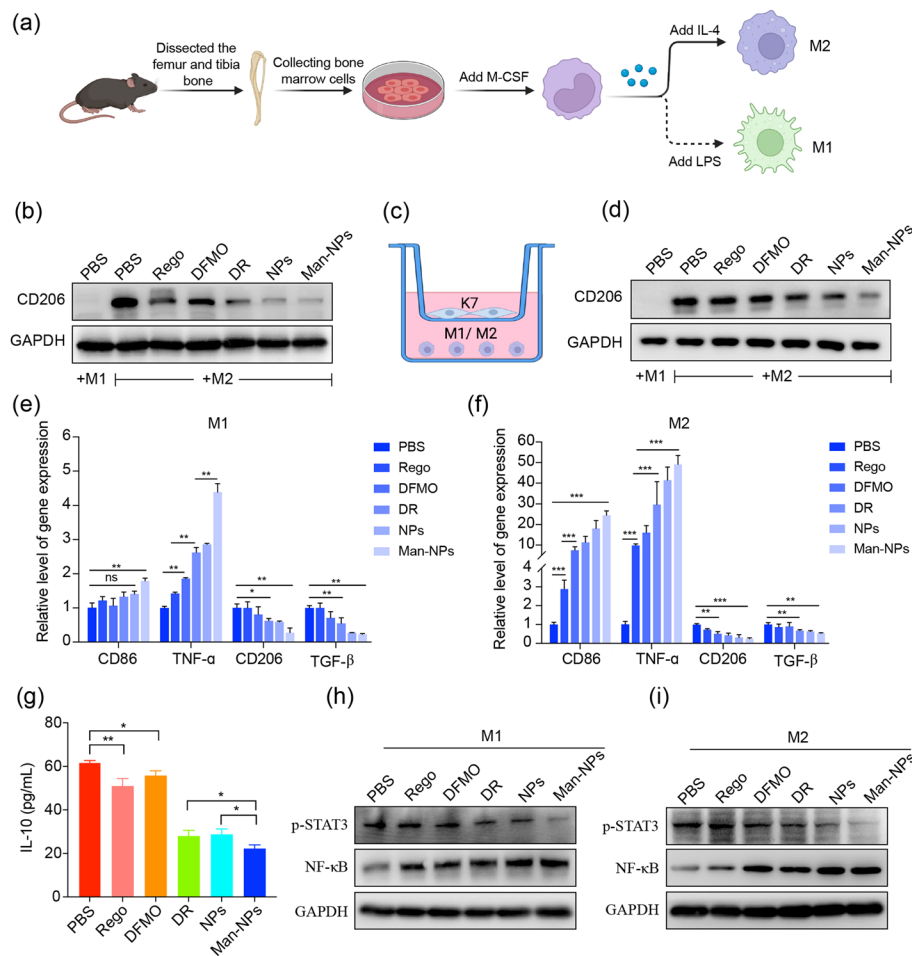 (a)
Dissected the
femur and tibia
bone
Collecting bone
marrow cells
Add M-CSF
Add IL-4
M2
Add LPS
M1
(b)
PBS PBS Rego DFMO DR NPs Man-NPs
CD206
GAPDH
+M1 +M2
(c)
K7
M1/ M2
(d)
PBS PBS Rego DFMO DR NPs Man-NPs
CD206
GAPDH
+M1 +M2
(e)
M1
Relative level of gene expression
6
4
2
2
1
0
** ns ** ** ** ** * ** **
PBS
Rego
DFMO
DR
NPs
Man-NPs
CD86 TNF-α CD206 TGF-β
(f)
M2
Relative level of gene expression
60
50
40
30
20
10
5
4
3
2
1
0
*** *** *** *** *** *** *** ** ** **
PBS
Rego
DFMO
DR
NPs
Man-NPs
CD86 TNF-α CD206 TGF-β
(g)
IL-10 (pg/mL)
80
60
40
20
0
* ** * *
PBS Rego DFMO DR NPs Man-NPs
(h)
M1
PBS Rego DFMO DR NPs Man-NPs
p-STAT3
NF-κB
GAPDH
(i)
M2
PBS Rego DFMO DR NPs Man-NPs
p-STAT3
NF-κB
GAPDH